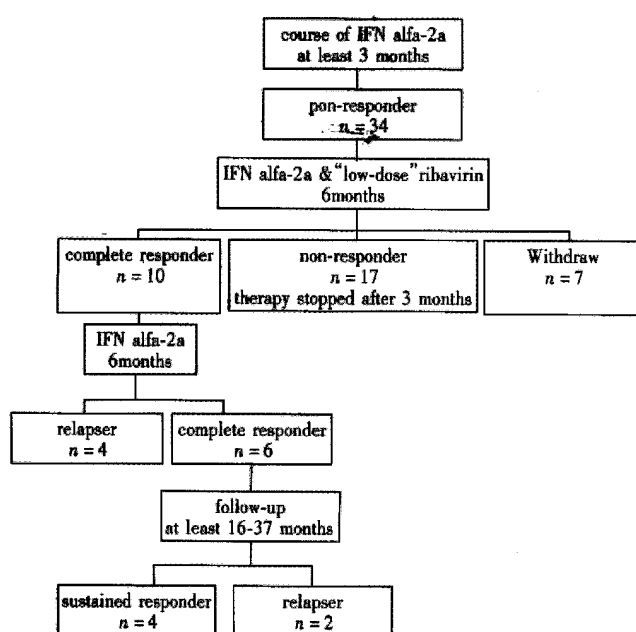 course of IFN alfa-2a
at least 3 months
pon-responder
n = 34
IFN alfa-2a &"low-dose" ribavirin
6months
complete responder
n = 10
non-responder
n = 17
therapy stopped after 3 months
Withdraw
n = 7
IFN alfa-2a
6months
relapser
n = 4
complete responder
n = 6
follow-up
at least 16-37 months
sustained responder
n = 4
relapser
n = 2